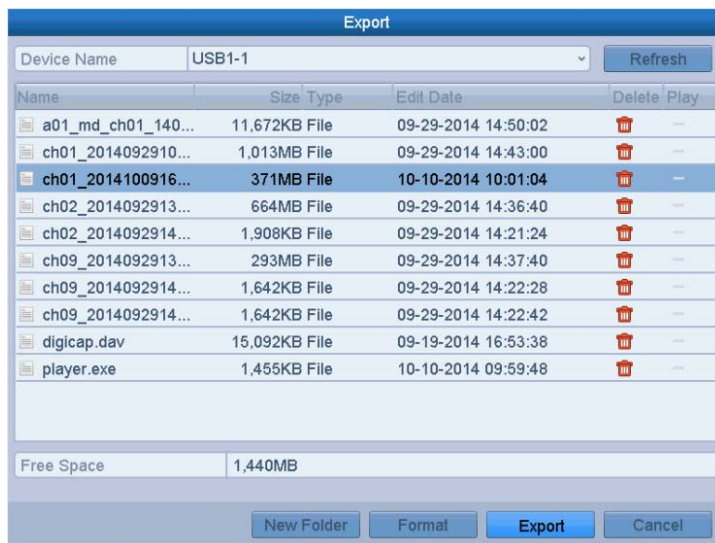 Export
Device Name USB1-1 Refresh
Name Size Type Edit Date Delete Play
a01_md_ch01_140... 11,672KB File 09-29-2014 14:50:02 —
ch01_2014092910... 1,013MB File 09-29-2014 14:43:00 —
ch01_2014100916... 371MB File 10-10-2014 10:01:04 —
ch02_2014092913... 664MB File 09-29-2014 14:36:40 —
ch02_2014092914... 1,908KB File 09-29-2014 14:21:24 —
ch09_2014092913... 293MB File 09-29-2014 14:37:40 —
ch09_2014092914... 1,642KB File 09-29-2014 14:22:28 —
ch09_2014092914... 1,642KB File 09-29-2014 14:22:42 —
digicap.dav 15,092KB File 09-19-2014 16:53:38 —
player.exe 1,455KB File 10-10-2014 09:59:48 —
Free Space 1,440MB
New Folder Format Export Cancel